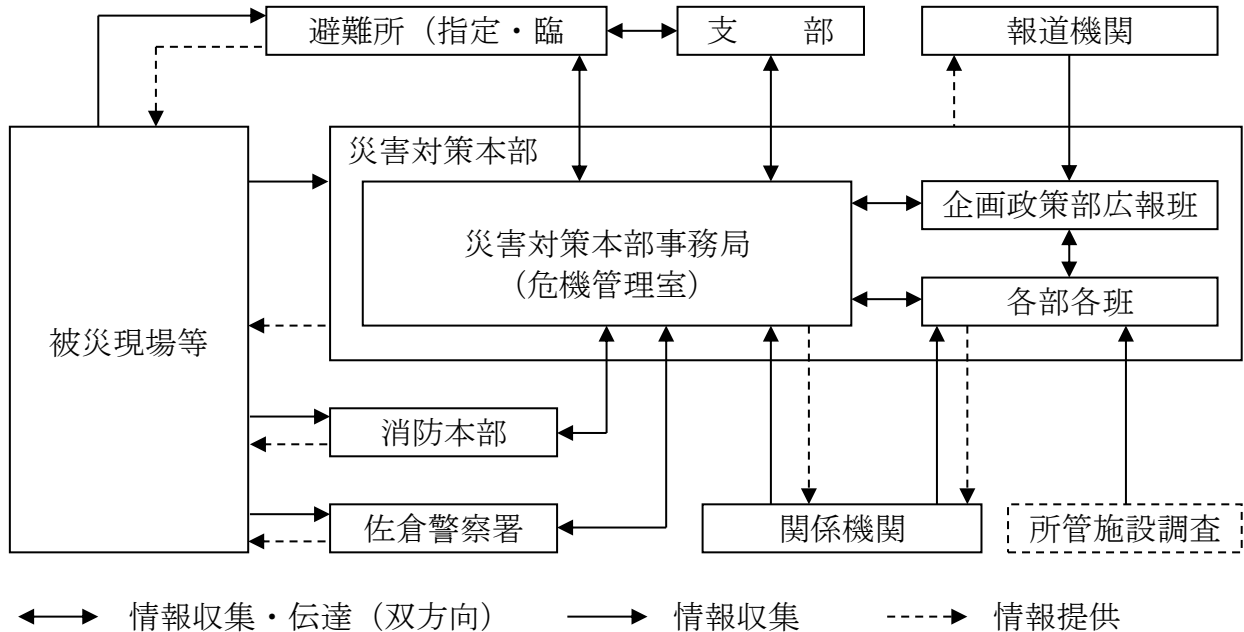 避難所（指定・臨
支　　部
報道機関
災害対策本部
企画政策部広報班
災害対策本部事務局
（危機管理室）
各部各班
被災現場等
消防本部
佐倉警察署
関係機関
所管施設調査
情報収集・伝達（双方向）
情報収集
情報提供